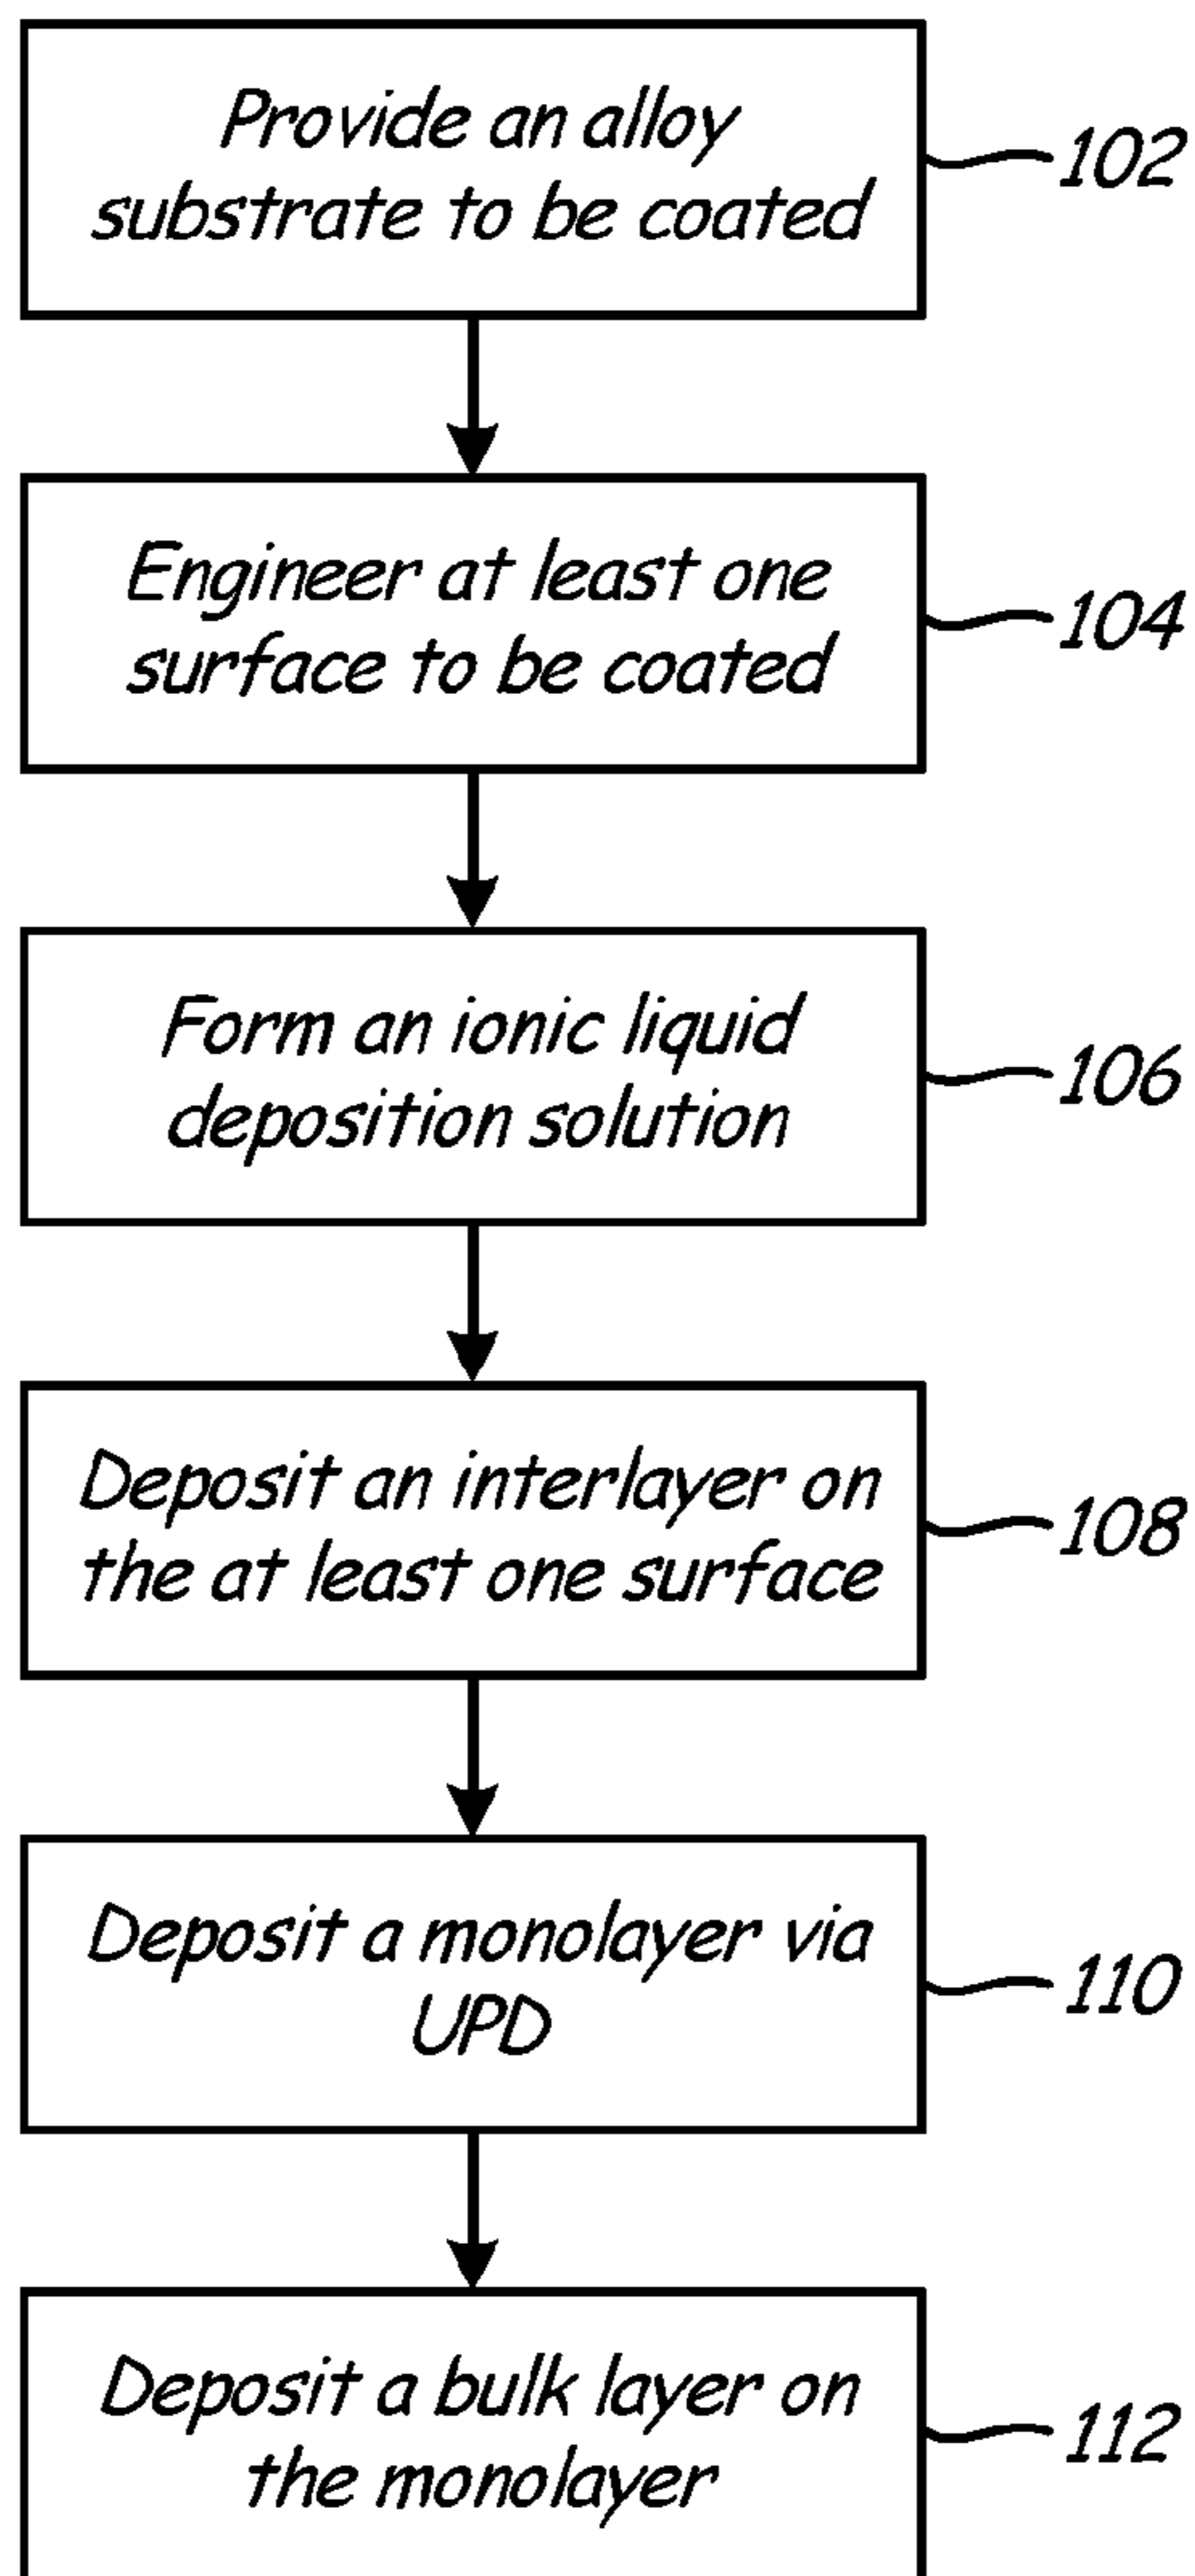 Provide an alloy
substrate to be coated
102
Engineer at least one
surface to be coated
104
Form an ionic liquid
deposition solution
106
Deposit an interlayer on
the at least one surface
108
Deposit a monolayer via
UPD
110
Deposit a bulk layer on
the monolayer
112